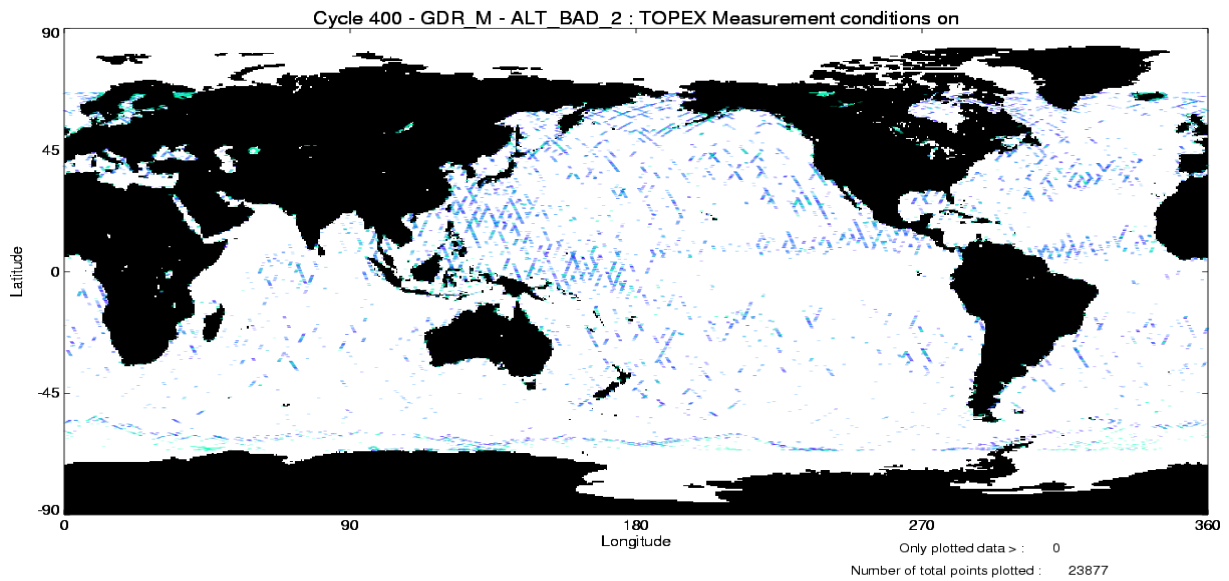 Cycle 400 - GDR_M - ALT_BAD_2 : TOPEX Measurement conditions on
90
45
Latitude
0
-45
-90
0 90 180 270 360
Longitude
Only plotted data > : 0
Number of total points plotted : 23877